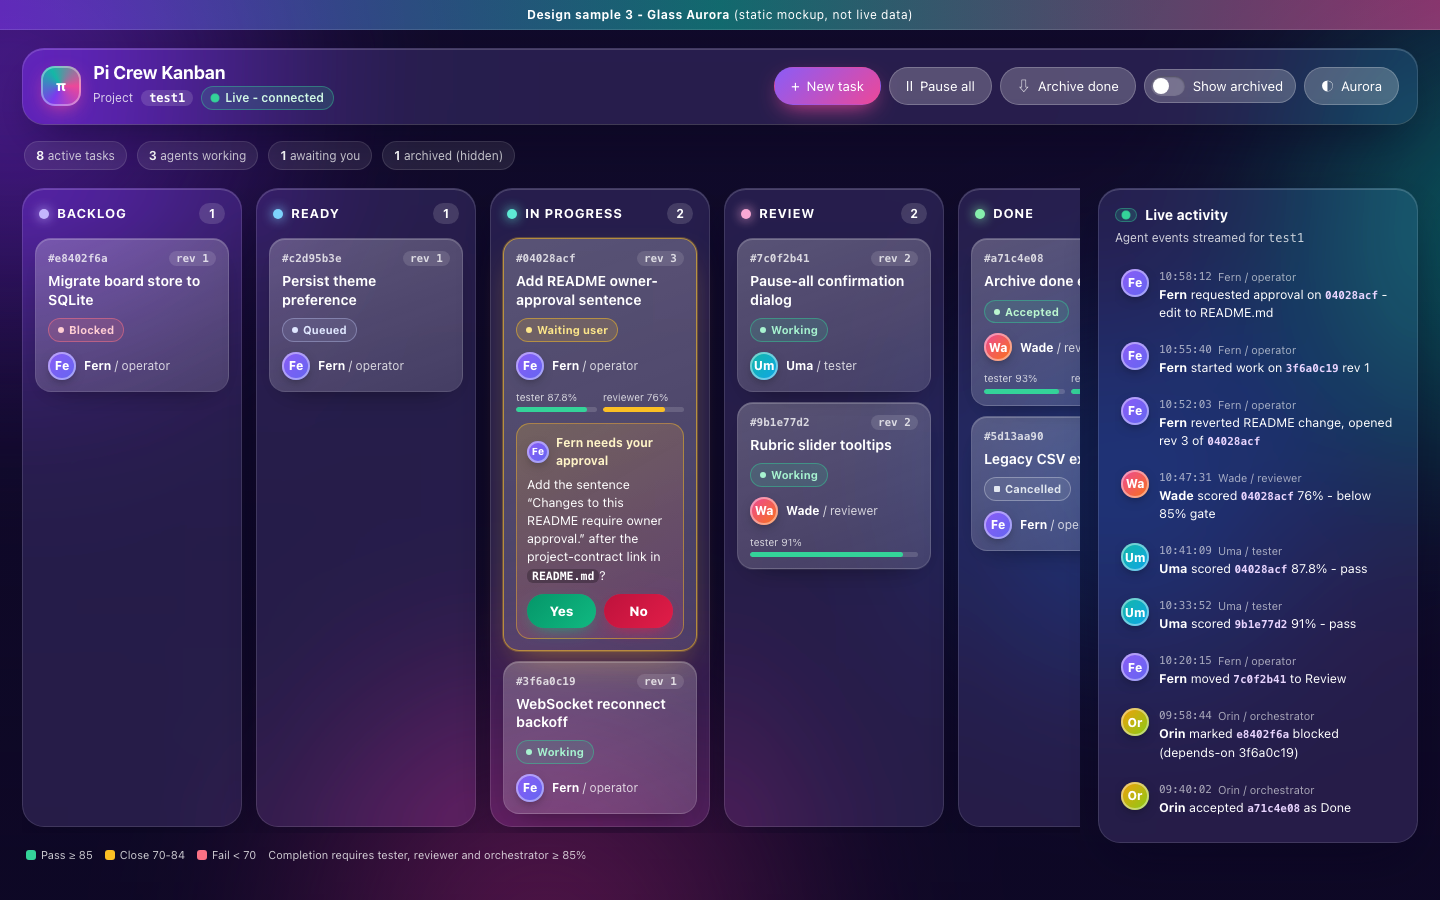 Design sample 3 - Glass Aurora (static mockup, not live data)
π
Pi Crew Kanban
Project test1 Live - connected
+ New task
Pause all
Archive done
Show archived
Aurora
8 active tasks
3 agents working
1 awaiting you
1 archived (hidden)
BACKLOG 1
#e8402f6a rev 1
Migrate board store to
SQLite
Blocked
Fe Fern / operator
READY 1
#c2d95b3e rev 1
Persist theme
preference
Queued
Fe Fern / operator
IN PROGRESS 2
#04028acf rev 3
Add README owner-
approval sentence
Waiting user
Fe Fern / operator
tester 87.8% reviewer 76%
Fe Fern needs your
approval
Add the sentence
“Changes to this
README require owner
approval.” after the
project-contract link in
README.md ?
Yes No
#3f6a0c19 rev 1
WebSocket reconnect
backoff
Working
Fe Fern / operator
REVIEW 2
#7c0f2b41 rev 2
Pause-all confirmation
dialog
Working
Um Uma / tester
#9b1e77d2 rev 2
Rubric slider tooltips
Working
Wa Wade / reviewer
tester 91%
DONE
#a71c4e08
Archive done e
Accepted
Wa Wade / rev
tester 93% re
#5d13aa90
Legacy CSV ex
Cancelled
Fe Fern / ope
Live activity
Agent events streamed for test1
Fe 10:58:12 Fern / operator
Fern requested approval on 04028acf -
edit to README.md
Fe 10:55:40 Fern / operator
Fern started work on 3f6a0c19 rev 1
Fe 10:52:03 Fern / operator
Fern reverted README change, opened
rev 3 of 04028acf
Wa 10:47:31 Wade / reviewer
Wade scored 04028acf 76% - below
85% gate
Um 10:41:09 Uma / tester
Uma scored 04028acf 87.8% - pass
Um 10:33:52 Uma / tester
Uma scored 9b1e77d2 91% - pass
Fe 10:20:15 Fern / operator
Fern moved 7c0f2b41 to Review
Or 09:58:44 Orin / orchestrator
Orin marked e8402f6a blocked
(depends-on 3f6a0c19)
Or 09:40:02 Orin / orchestrator
Orin accepted a71c4e08 as Done
Pass ≥ 85 Close 70-84 Fail < 70 Completion requires tester, reviewer and orchestrator ≥ 85%